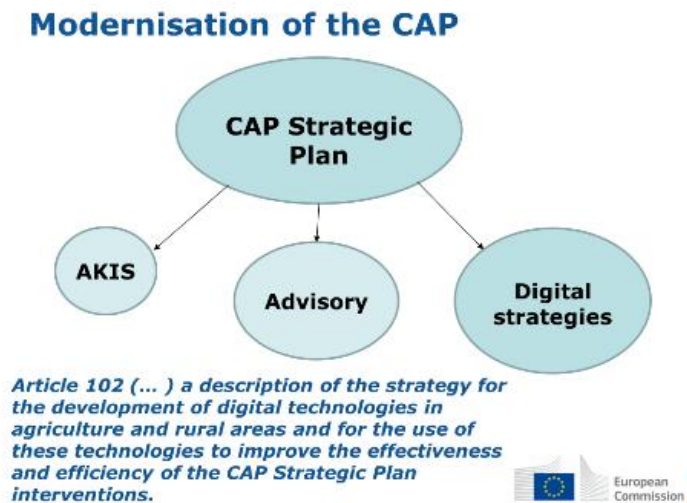 Modernisation of the CAP
CAP Strategic
Plan
AKIS
Advisory
Digital
strategies
Article 102 (... ) a description of the strategy for
the development of digital technologies in
agriculture and rural areas and for the use of
these technologies to improve the effectiveness
and efficiency of the CAP Strategic Plan
interventions.
European
Commission